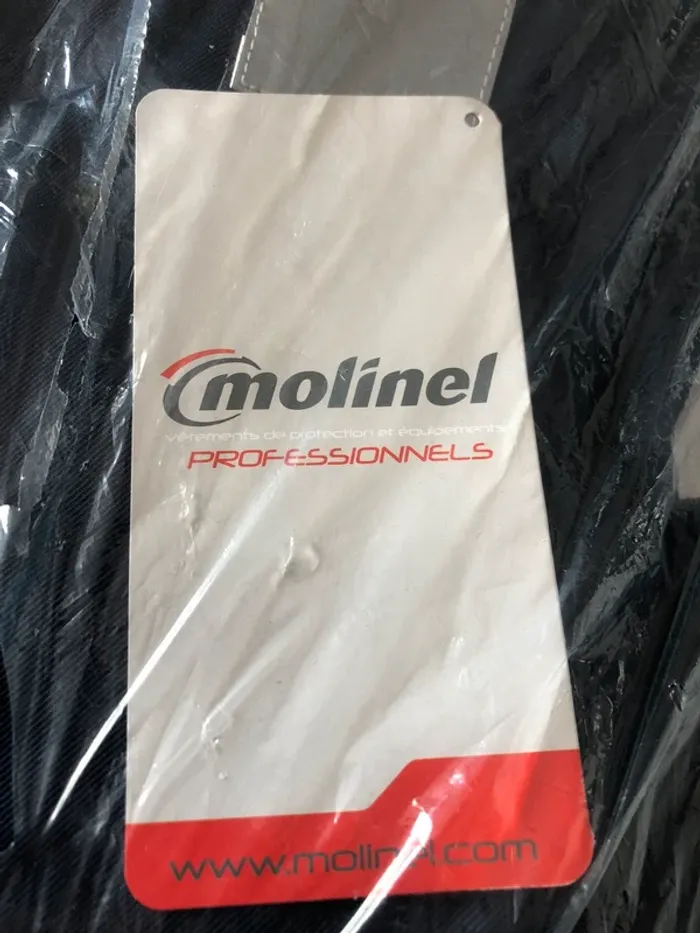 molinel
vêtements de protection et équipements
PROFESSIONNELS
www.molinel.com